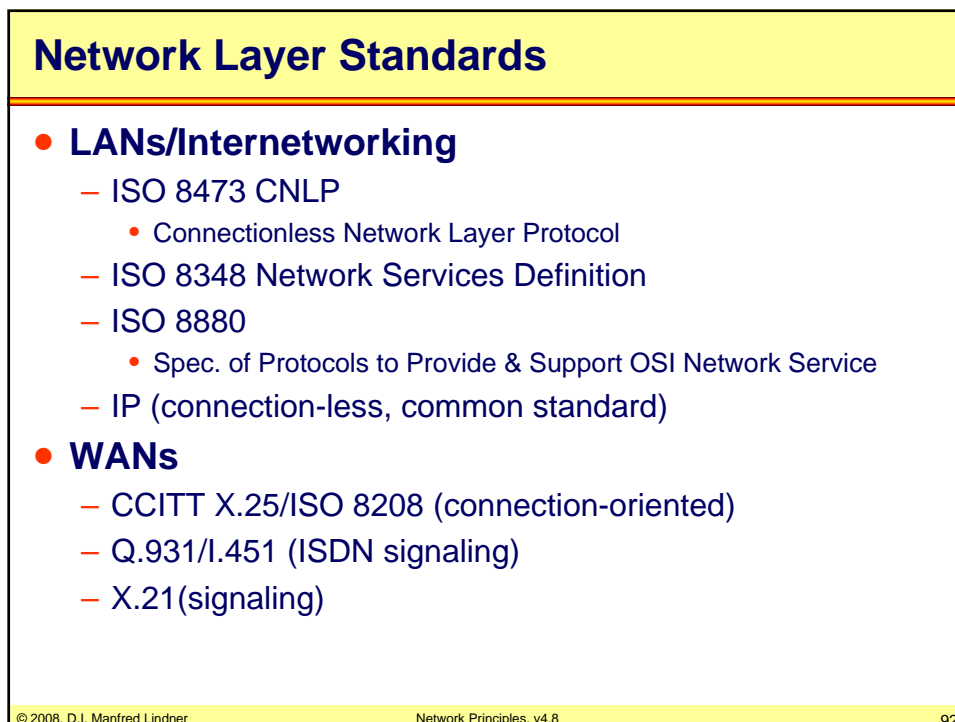 Network Layer Standards
• LANs/Internetworking
– ISO 8473 CNLP
• Connectionless Network Layer Protocol
– ISO 8348 Network Services Definition
– ISO 8880
• Spec. of Protocols to Provide & Support OSI Network Service
– IP (connection-less, common standard)
• WANs
– CCITT X.25/ISO 8208 (connection-oriented)
– Q.931/I.451 (ISDN signaling)
– X.21(signaling)
© 2008, D.I. Manfred Lindner
Network Principles, v4.8
92